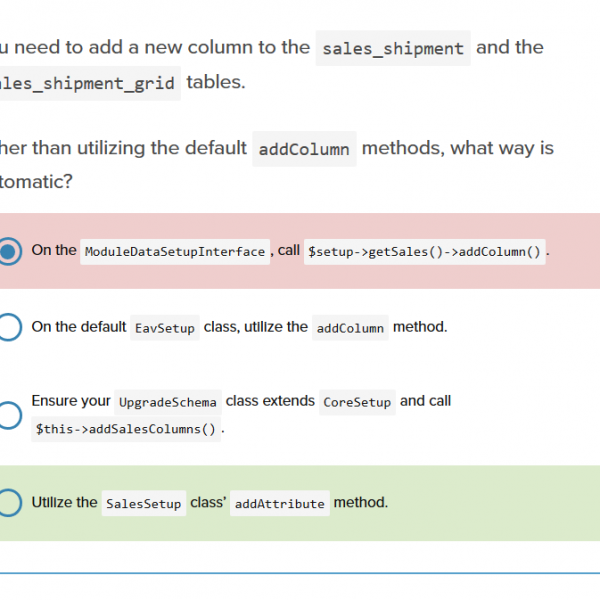 u need to add a new column to the sales_shipment and the
les_shipment_grid tables.
her than utilizing the default addColumn methods, what way is
tomatic?
On the ModuleDataSetupInterface, call $setup->getSales()->addColumn().
On the default EavSetup class, utilize the addColumn method.
Ensure your UpgradeSchema class extends CoreSetup and call
$this->addSalesColumns().
Utilize the SalesSetup class' addAttribute method.